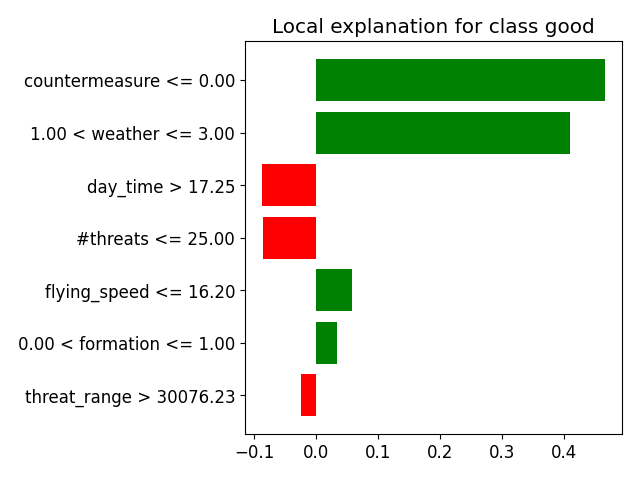 Local explanation for class good
countermeasure <= 0.00
1.00 < weather <= 3.00
day_time > 17.25
#threats <= 25.00
flying_speed <= 16.20
0.00 < formation <= 1.00
threat_range > 30076.23
−0.1 0.0 0.1 0.2 0.3 0.4